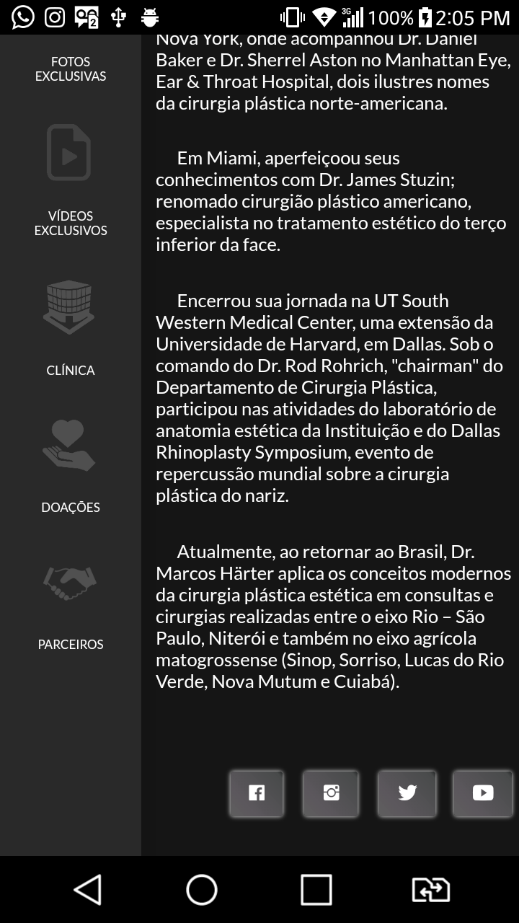 3G
100%
2:05 PM
FOTOS
EXCLUSIVAS
VÍDEOS
EXCLUSIVOS
CLÍNICA
DOAÇÕES
PARCEIROS
Nova York, onde acompanhou Dr. Daniel
Baker e Dr. Sherrel Aston no Manhattan Eye,
Ear & Throat Hospital, dois ilustres nomes
da cirurgia plástica norte-americana.
Em Miami, aperfeiçoou seus
conhecimentos com Dr. James Stuzin;
renomado cirurgião plástico americano,
especialista no tratamento estético do terço
inferior da face.
Encerrou sua jornada na UT South
Western Medical Center, uma extensão da
Universidade de Harvard, em Dallas. Sob o
comando do Dr. Rod Rohrich, "chairman" do
Departamento de Cirurgia Plástica,
participou nas atividades do laboratório de
anatomia estética da Instituição e do Dallas
Rhinoplasty Symposium, evento de
repercussão mundial sobre a cirurgia
plástica do nariz.
Atualmente, ao retornar ao Brasil, Dr.
Marcos Härter aplica os conceitos modernos
da cirurgia plástica estética em consultas e
cirurgias realizadas entre o eixo Rio – São
Paulo, Niterói e também no eixo agrícola
matogrossense (Sinop, Sorriso, Lucas do Rio
Verde, Nova Mutum e Cuiabá).